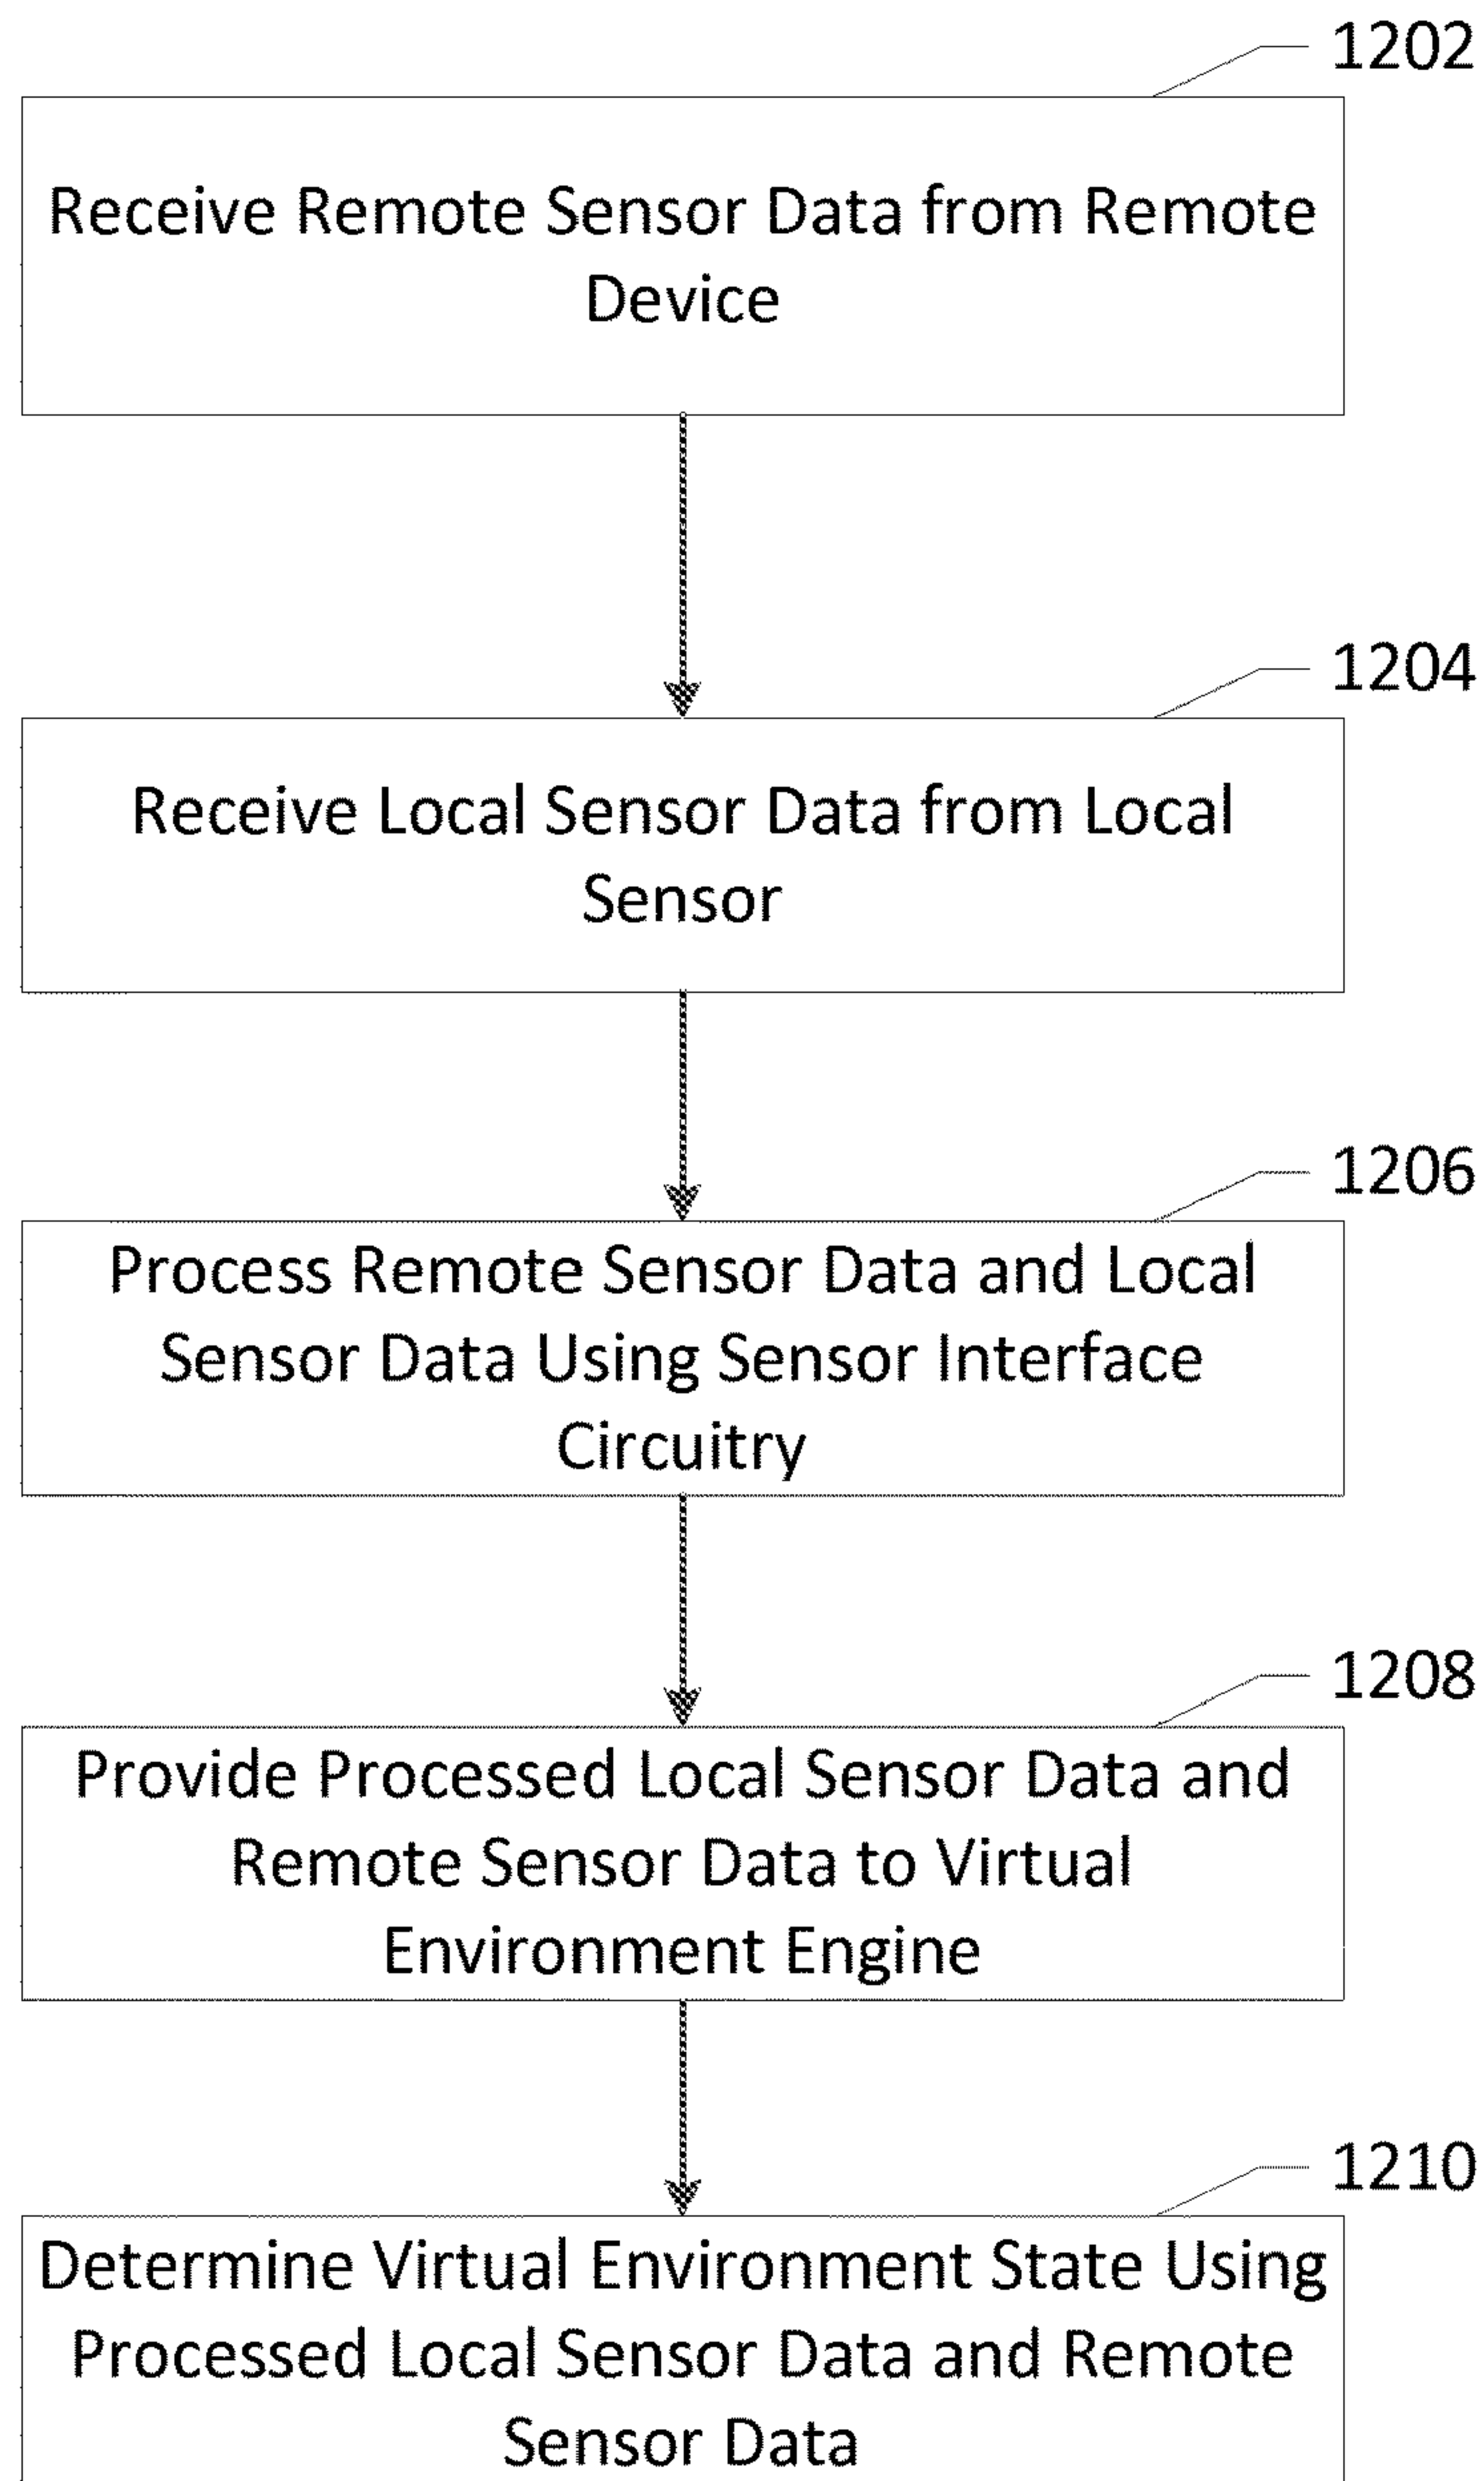 1202
Receive Remote Sensor Data from Remote
Device
1204
Receive Local Sensor Data from Local
Sensor
1206
Process Remote Sensor Data and Local
Sensor Data Using Sensor Interface
Circuitry
1208
Provide Processed Local Sensor Data and
Remote Sensor Data to Virtual
Environment Engine
1210
Determine Virtual Environment State Using
Processed Local Sensor Data and Remote
Sensor Data